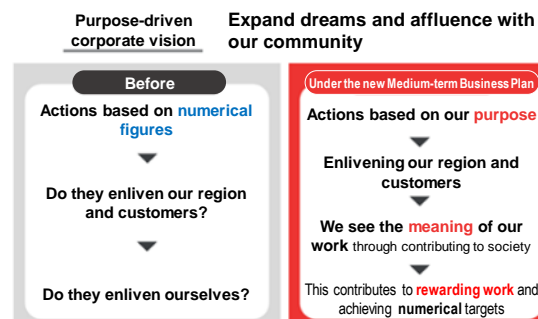 Purpose-driven
corporate vision
Expand dreams and affluence with
our community
Before
Actions based on numerical
figures
Do they enliven our region
and customers?
Do they enliven ourselves?
Under the new Medium-term Business Plan
Actions based on our purpose
Enlivening our region and
customers
We see the meaning of our
work through contributing to society
This contributes to rewarding work and
achieving numerical targets